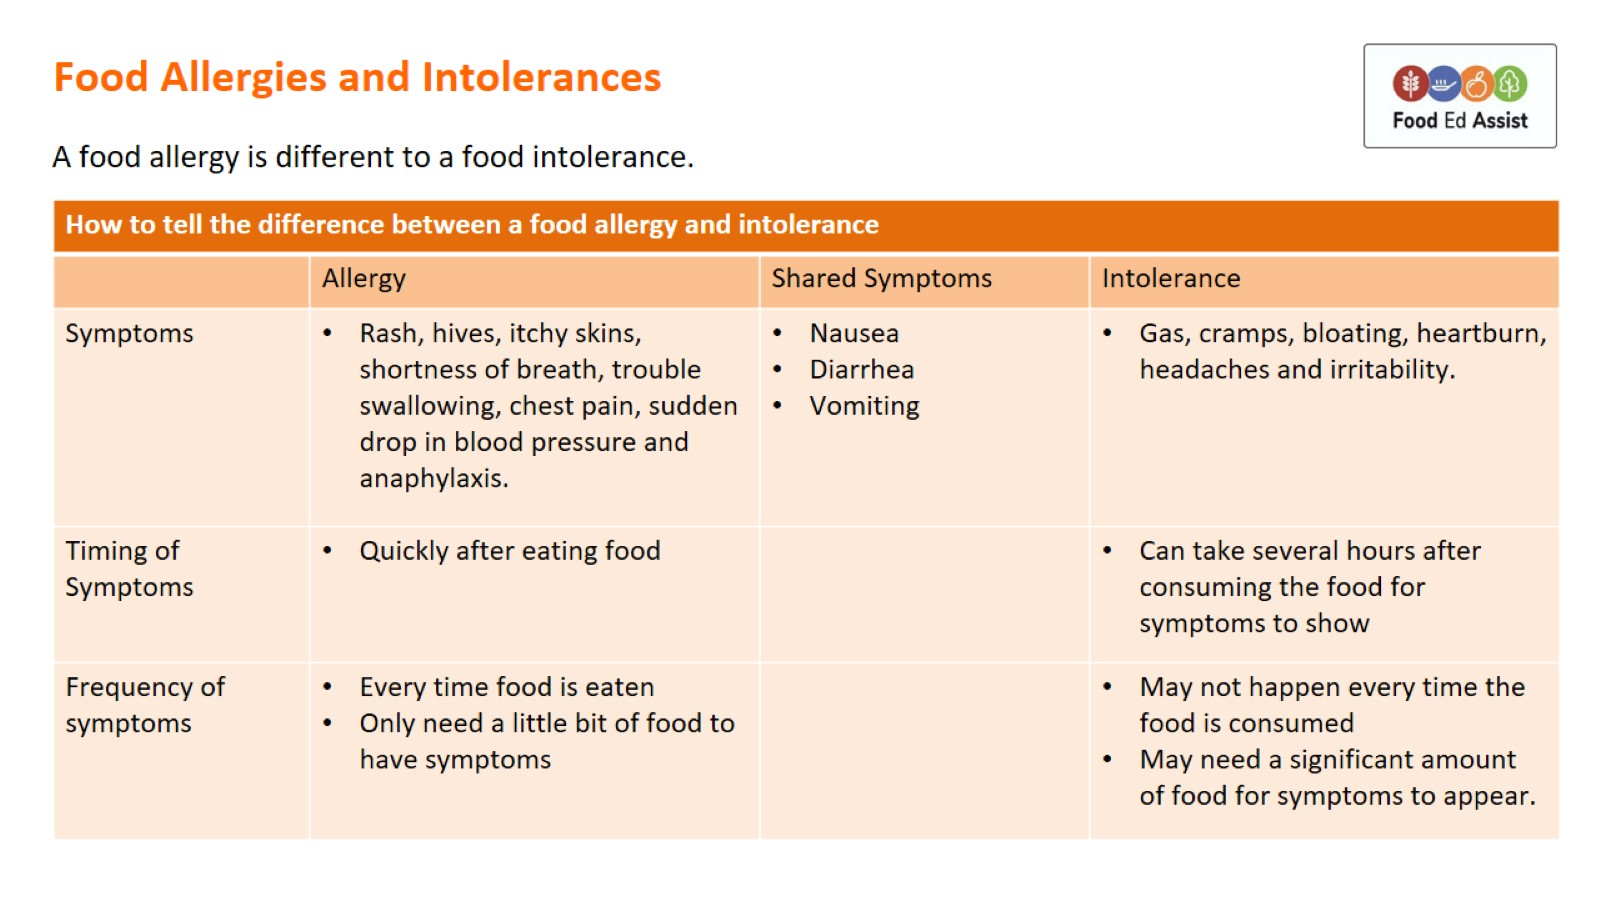 Food Allergies and Intolerances
Food Ed Assist
A food allergy is different to a food intolerance.
How to tell the difference between a food allergy and intolerance
Allergy
Shared Symptoms
Intolerance
Symptoms
• Rash, hives, itchy skins,
shortness of breath, trouble
swallowing, chest pain, sudden
drop in blood pressure and
anaphylaxis.
• Nausea
• Diarrhea
• Vomiting
• Gas, cramps, bloating, heartburn,
headaches and irritability.
Timing of
Symptoms
• Quickly after eating food
• Can take several hours after
consuming the food for
symptoms to show
Frequency of
symptoms
• Every time food is eaten
• Only need a little bit of food to
have symptoms
• May not happen every time the
food is consumed
• May need a significant amount
of food for symptoms to appear.